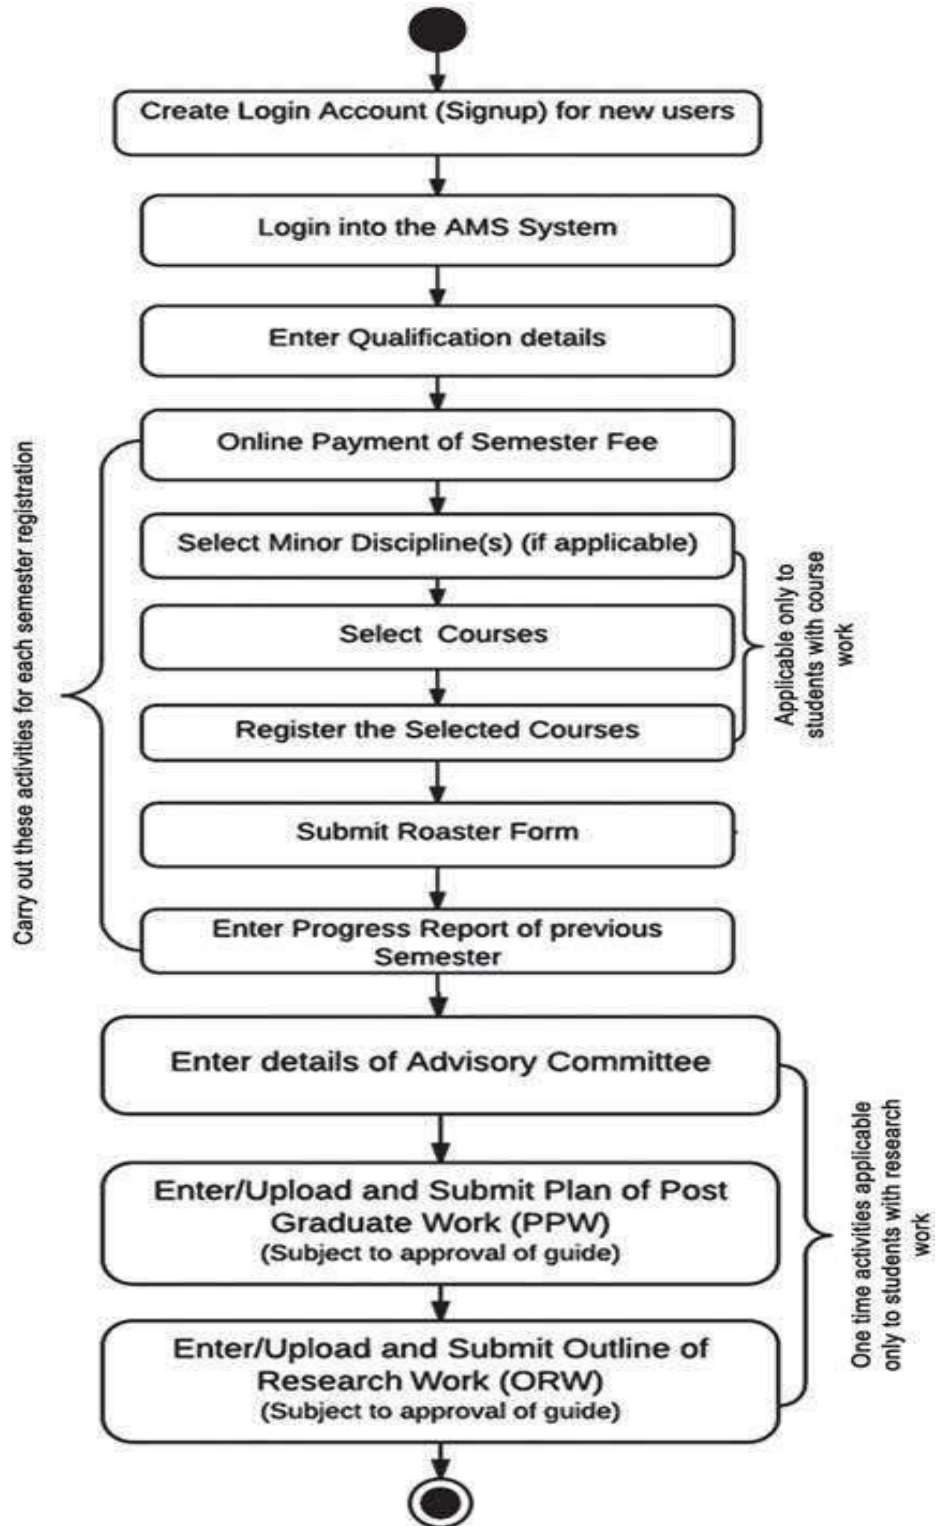 Create Login Account (Signup) for new users
Login into the AMS System
Enter Qualification details
Online Payment of Semester Fee
Select Minor Discipline(s) (if applicable)
Select Courses
Register the Selected Courses
Submit Roaster Form
Enter Progress Report of previous
Semester
Carry out these activities for each semester registration
Applicable only to
students with course
work
Enter details of Advisory Committee
Enter/Upload and Submit Plan of Post
Graduate Work (PPW)
(Subject to approval of guide)
Enter/Upload and Submit Outline of
Research Work (ORW)
(Subject to approval of guide)
One time activities applicable
only to students with research
work